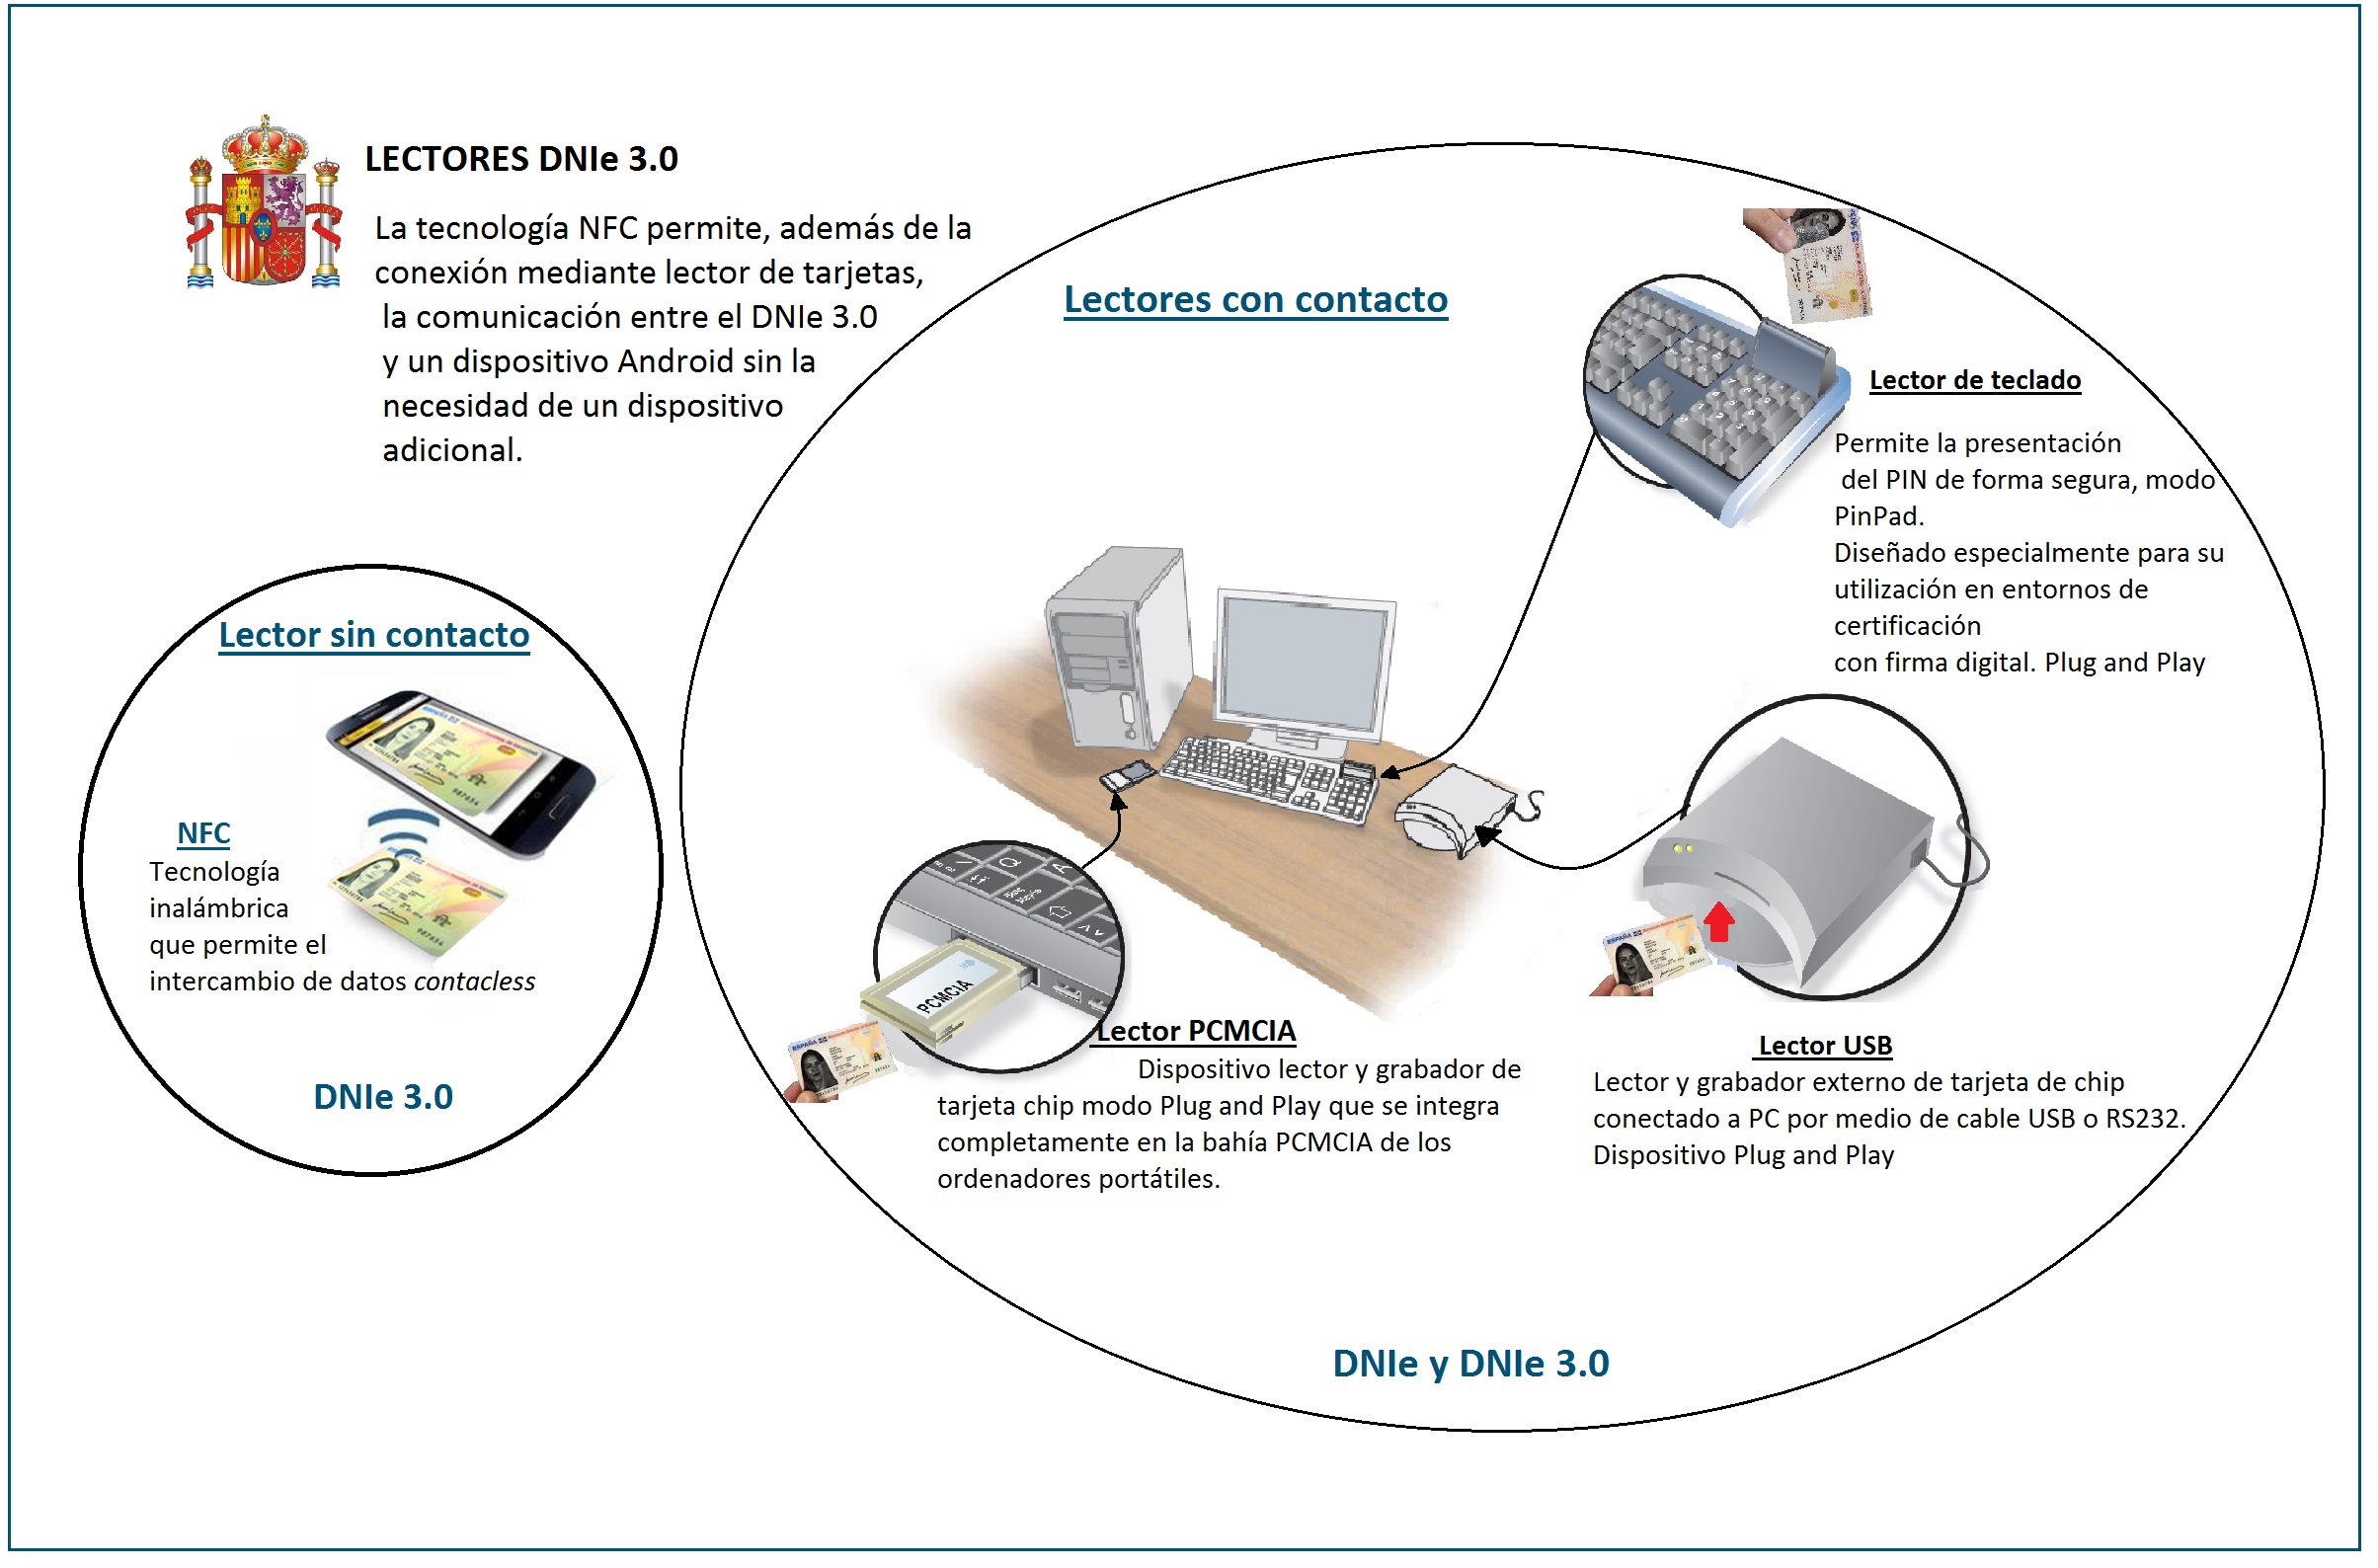 LECTORES DNIe 3.0
La tecnología NFC permite, además de la
conexión mediante lector de tarjetas,
la comunicación entre el DNIe 3.0
y un dispositivo Android sin la
necesidad de un dispositivo
adicional.
Lectores con contacto
Lector de teclado
Permite la presentación
del PIN de forma segura, modo
PinPad.
Diseñado especialmente para su
utilización en entornos de
certificación
con firma digital. Plug and Play
Lector sin contacto
NFC
Tecnología
inalámbrica
que permite el
intercambio de datos contacless
DNIe 3.0
PCMCIA
ESPAÑA
Lector PCMCIA
Dispositivo lector y grabador de
tarjeta chip modo Plug and Play que se integra
completamente en la bahía PCMCIA de los
ordenadores portátiles.
ESPAÑA
Lector USB
Lector y grabador externo de tarjeta de chip
conectado a PC por medio de cable USB o RS232.
Dispositivo Plug and Play
DNIe y DNIe 3.0